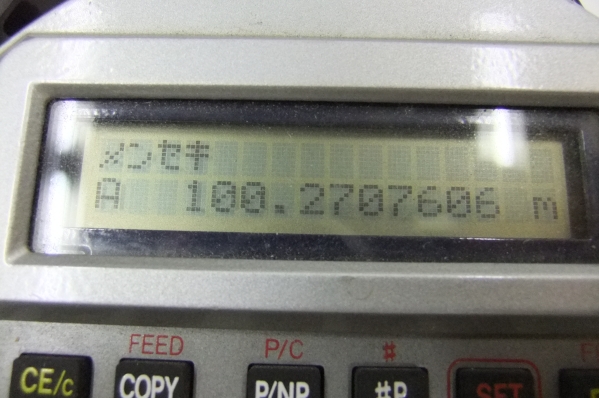 メンセキ
A 100.2707606 m
FEED P/C #
CE/c COPY P/NP #P SET